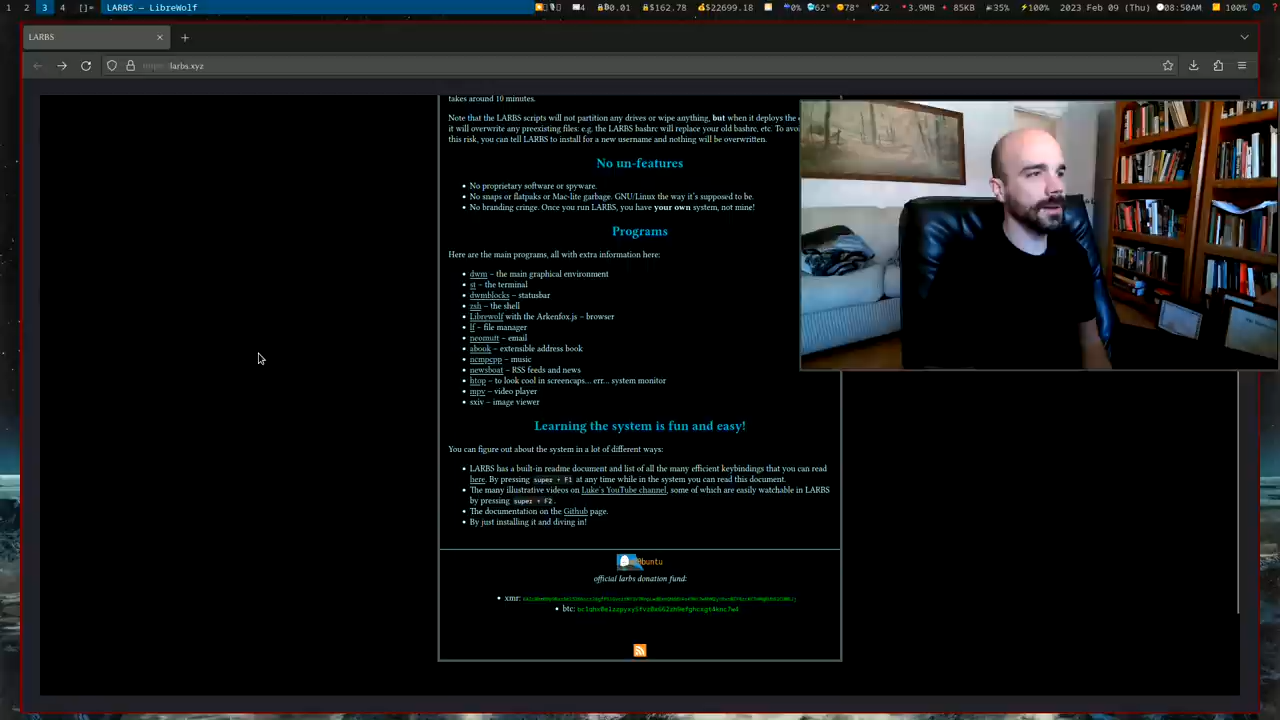 1 2 3 4 []= LARBS — LibreWolf 4 $0.01 $162.78 $22699.18 0% 62° 78° 22 3.9MB 85KB 35% 100% 2023 Feb 09 (Thu) 08:50AM 100%
LARBS
larbs.xyz
takes around 10 minutes.
Note that the LARBS scripts will not partition any drives or wipe anything, but when it deploys the
it will overwrite any preexisting files: e.g. the LARBS bashrc will replace your old bashrc, etc. To
this risk, you can tell LARBS to install for a new username and nothing will be overwritten.
No un-features
• No proprietary software or spyware.
• No snaps or flatpaks or Mac-lite garbage. GNU/Linux the way it's supposed to be.
• No branding cringe. Once you run LARBS, you have your own system, not mine!
Programs
Here are the main programs, all with extra information here:
• dwm – the main graphical environment
• st – the terminal
• dwmblocks – statusbar
• zsh – the shell
• Librewolf with the Arkenfox.js – browser
• lf – file manager
• neomutt – email
• abook – extensible address book
• ncmpcpp – music
• newsboat – RSS feeds and news
• htop – to look cool in screencaps... err... system monitor
• mpv – video player
• sxiv – image viewer
Learning the system is fun and easy!
You can figure out about the system in a lot of different ways:
• LARBS has a built-in readme document and list of all the many efficient keybindings that you can read
here. By pressing super + F1 at any time while in the system you can read this document.
• The many illustrative videos on Luke's YouTube channel, some of which are easily watchable in LARBS
by pressing super + F2.
• The documentation on the Github page.
• By just installing it and diving in!
official larbs donation fund:
• xmr:
• btc: